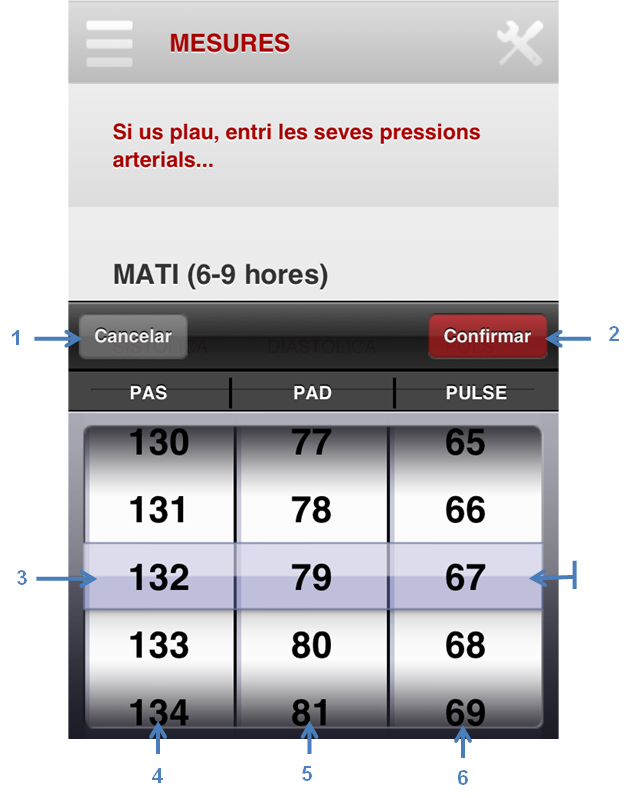 MESURES
Si us plau, entri les seves pressions
arterials...
MATI (6-9 hores)
1 Cancelar Confirmar 2
PAS PAD PULSE
130 77 65
131 78 66
3 132 79 67
133 80 68
134 81 69
4 5 6